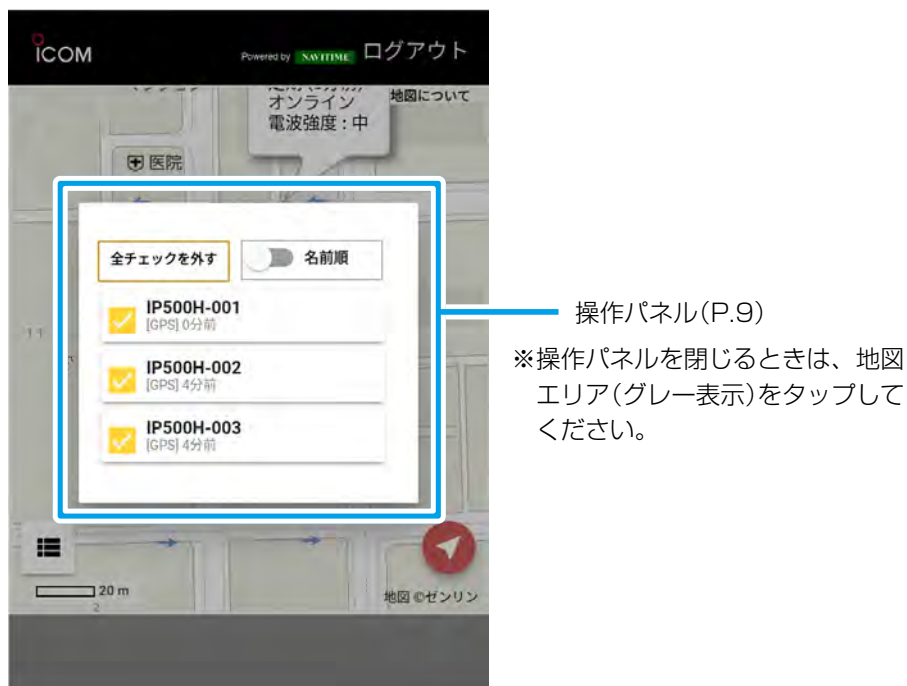 ICOM
Powered by NAVITIME ログアウト
オンライン
電波強度：中
地図について
医院
全チェックを外す
名前順
IP500H-001
[GPS] 0分前
IP500H-002
[GPS] 4分前
IP500H-003
[GPS] 4分前
操作パネル(P.9)
※操作パネルを閉じるときは、地図
エリア(グレー表示)をタップして
ください。
11
20 m
2
地図 ©ゼンリン